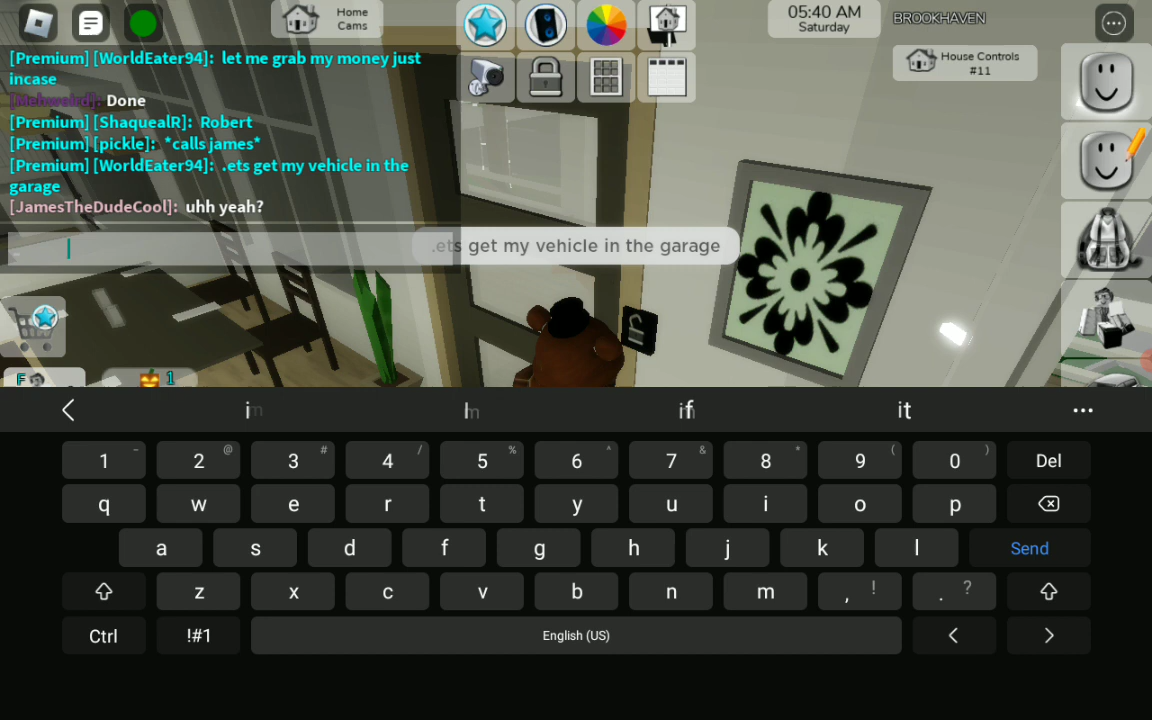 Home
Cams
05:40 AM
Saturday
BROOKHAVEN
House Controls
#11
[Premium] [WorldEater94]: let me grab my money just
incase
Done
[Premium] [ShaquealR]: Robert
[Premium] [pickle]: *calls james*
[Premium] [WorldEater94]: .ets get my vehicle in the
garage
[JamesTheDudeCool]: uhh yeah?
.ets get my vehicle in the garage
F
1
i
if
it
1 - 2 @ 3 # 4 / 5 % 6 ^ 7 & 8 * 9 ( 0 ) Del
q w e r t y u i o p
a s d f g h j k l Send
z x c v b n m , ! . ?
Ctrl !#1 English (US) < >